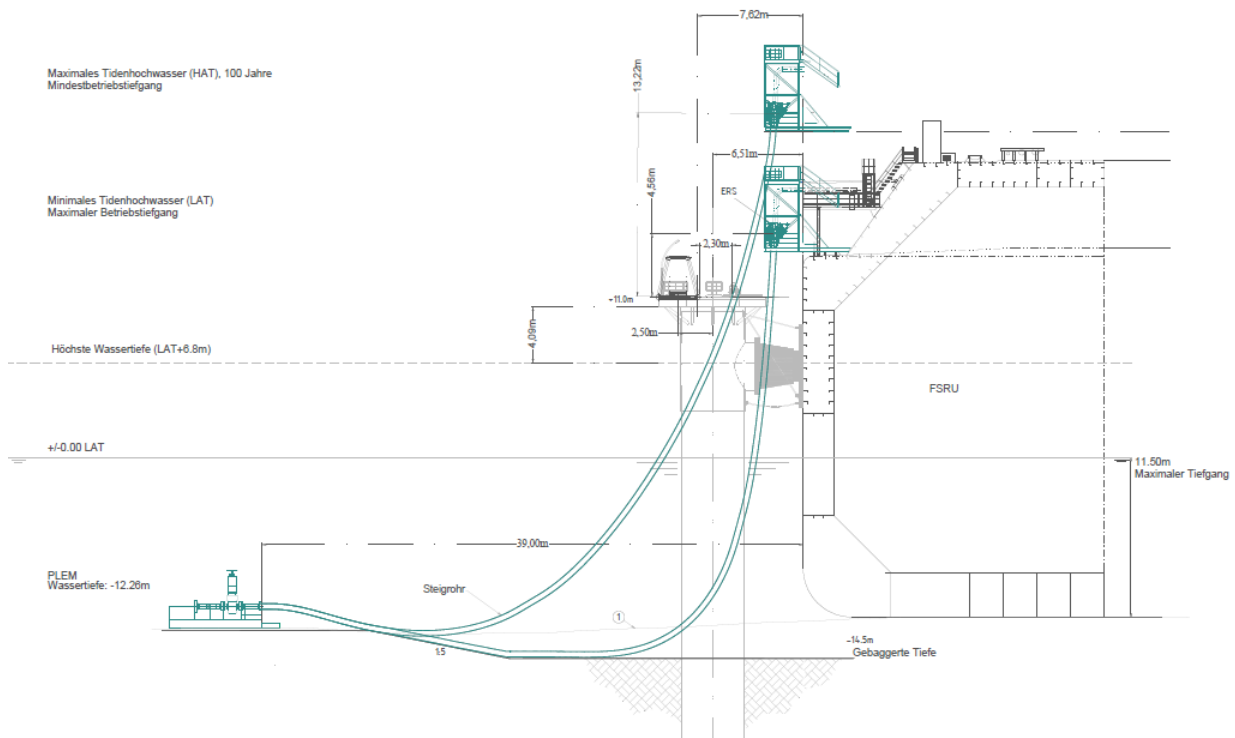 7,62m
Maximales Tidenhochwasser (HAT), 100 Jahre
Mindestbetriebstiefgang
13,22m
6,51m
4,56m
ERS
Minimales Tidenhochwasser (LAT)
Maximaler Betriebstiefgang
2,30m
+11.0m
2,50m
4,09m
Höchste Wassertiefe (LAT+6.8m)
FSRU
+/-0.00 LAT
11.50m
Maximaler Tiefgang
39,00m
PLEM
Wassertiefe: -12.26m
Steigrohr
1
15
-14.5m
Gebaggerte Tiefe